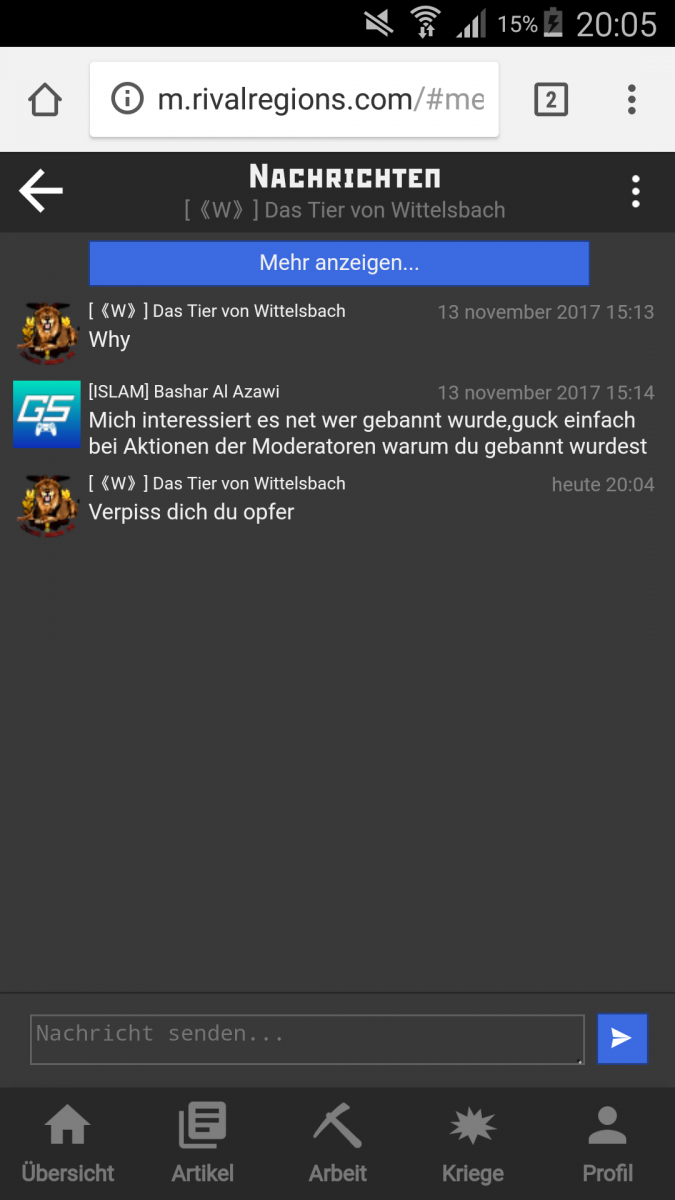 15% 20:05
m.rivalregions.com/#me
2
Nachrichten
[《W》] Das Tier von Wittelsbach
Mehr anzeigen...
[《W》] Das Tier von Wittelsbach 13 november 2017 15:13
Why
[ISLAM] Bashar Al Azawi 13 november 2017 15:14
GS
Mich interessiert es net wer gebannt wurde,guck einfach
bei Aktionen der Moderatoren warum du gebannt wurdest
[《W》] Das Tier von Wittelsbach heute 20:04
Verpiss dich du opfer
Nachricht senden...
Übersicht Artikel Arbeit Kriege Profil